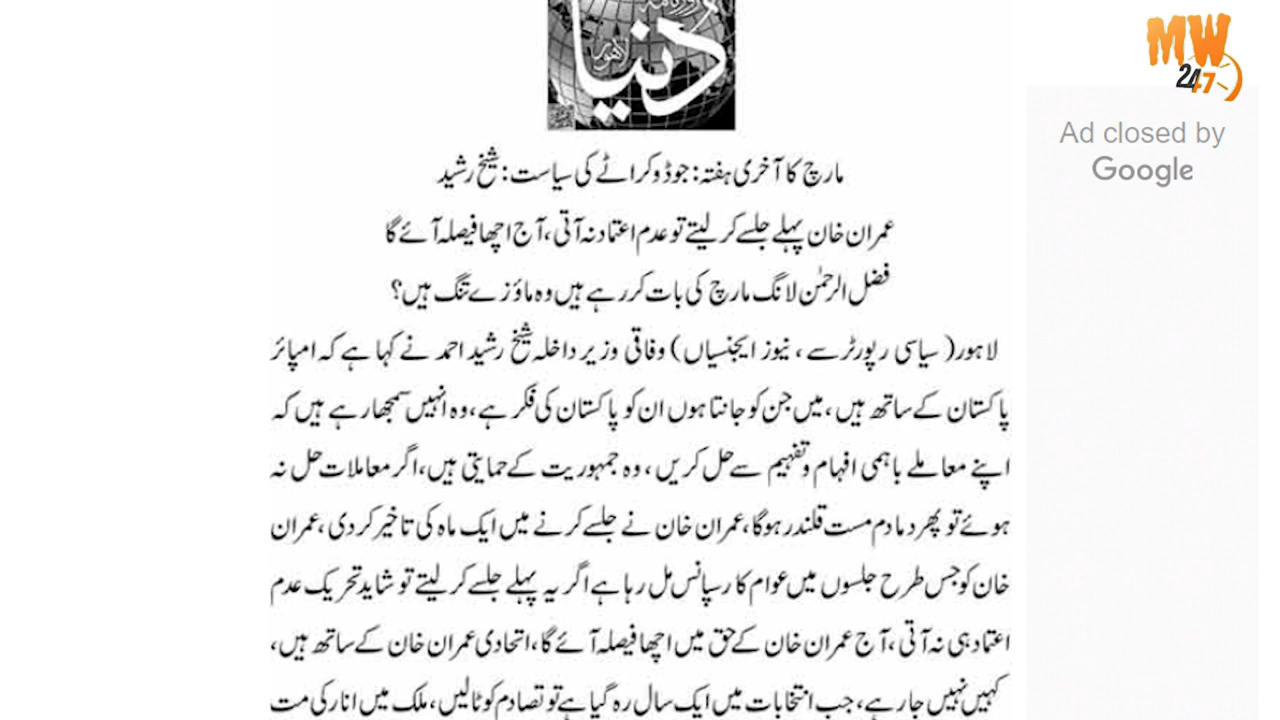 روزنامہ
دنیا
لاہور
مارچ کا آخری ہفتہ: جوڈو کراٹے کی سیاست: شیخ رشید
عمران خان پہلے جلسے کر لیتے تو عدم اعتماد نہ آتی، آج اچھا فیصلہ آئے گا
فضل الرحمٰن لانگ مارچ کی بات کر رہے ہیں وہ ماؤ زے تنگ ہیں؟
لاہور( سیاسی رپورٹر سے ، نیوز ایجنسیاں) وفاقی وزیر داخلہ شیخ رشید احمد نے کہا ہے کہ امپائر
پاکستان کے ساتھ ہیں، میں جن کو جانتا ہوں ان کو پاکستان کی فکر ہے، وہ انہیں سمجھا رہے ہیں کہ
اپنے معاملے باہمی افہام و تفہیم سے حل کریں، وہ جمہوریت کے حمایتی ہیں، اگر معاملات حل نہ
ہوئے تو پھر دما دم مست قلندر ہوگا، عمران خان نے جلسے کرنے میں ایک ماہ کی تاخیر کر دی، عمران
خان کو جس طرح جلسوں میں عوام کا رسپانس مل رہا ہے اگر یہ پہلے جلسے کر لیتے تو شاید تحریک عدم
اعتماد ہی نہ آتی، آج عمران خان کے حق میں اچھا فیصلہ آئے گا، اتحادی عمران خان کے ساتھ ہیں،
کہیں نہیں جا رہے، جب انتخابات میں ایک سال رہ گیا ہے تو تصادم کو ٹالیں، ملک میں انارکی مت
MW
247
Ad closed by
Google